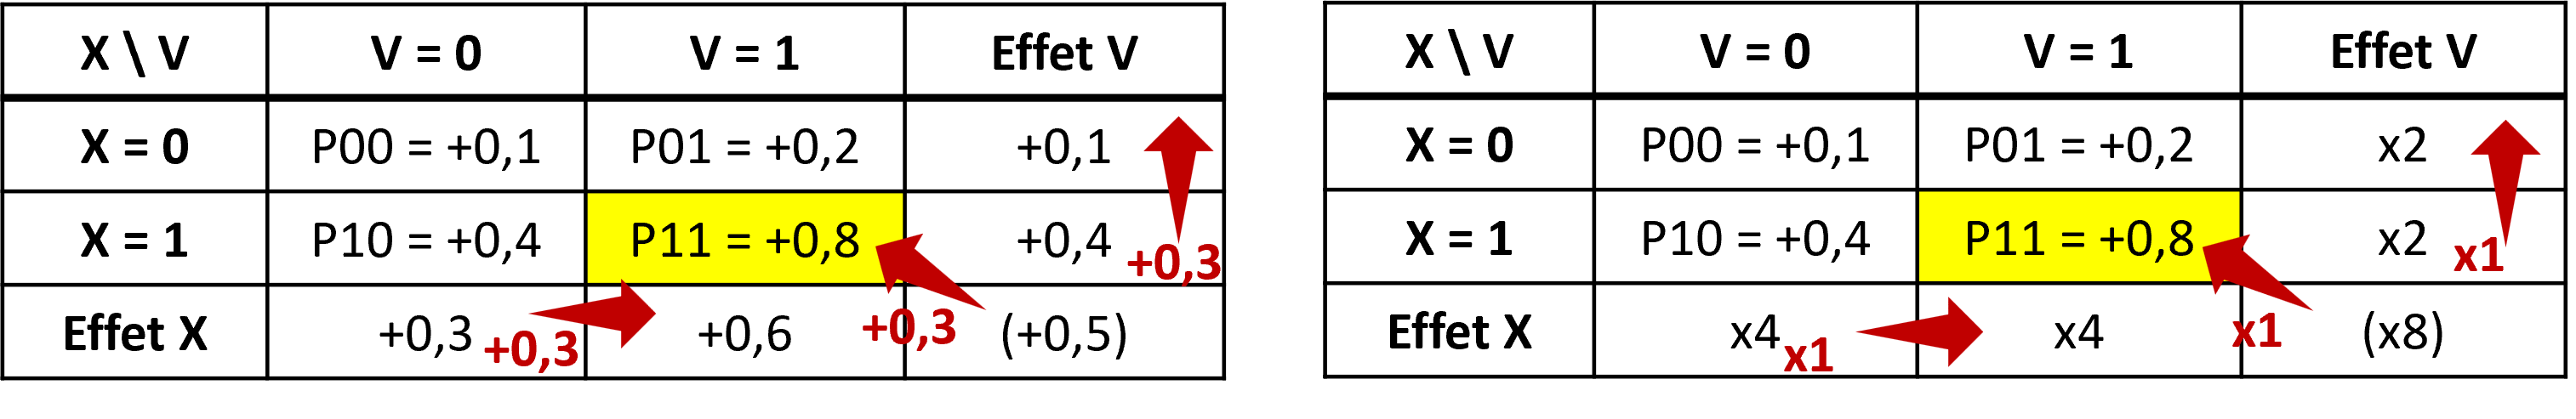 X \ V V = 0 V = 1 Effet V
X = 0 P00 = +0,1 P01 = +0,2 +0,1
X = 1 P10 = +0,4 P11 = +0,8 +0,4 +0,3
Effet X +0,3 +0,3 +0,6 +0,3 (+0,5)
X \ V V = 0 V = 1 Effet V
X = 0 P00 = +0,1 P01 = +0,2 x2
X = 1 P10 = +0,4 P11 = +0,8 x2 x1
Effet X x4 x1 x4 x1 (x8)